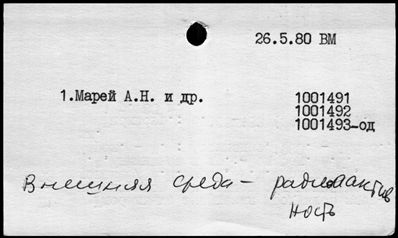 26.5.80 ВМ
1.Марей А.Н. и др.
1001491
1001492
1001493-од
Внешняя среда – радиоактив
ность